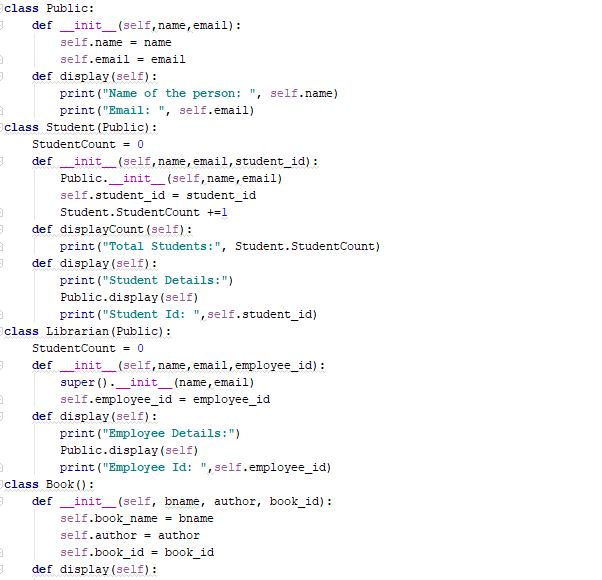 class Public:
    def __init__(self,name,email):
        self.name = name
        self.email = email
    def display(self):
        print("Name of the person: ", self.name)
        print("Email: ", self.email)
class Student(Public):
    StudentCount = 0
    def __init__(self,name,email,student_id):
        Public.__init__(self,name,email)
        self.student_id = student_id
        Student.StudentCount +=1
    def displayCount(self):
        print("Total Students:", Student.StudentCount)
    def display(self):
        print("Student Details:")
        Public.display(self)
        print("Student Id: ",self.student_id)
class Librarian(Public):
    StudentCount = 0
    def __init__(self,name,email,employee_id):
        super().__init__(name,email)
        self.employee_id = employee_id
    def display(self):
        print("Employee Details:")
        Public.display(self)
        print("Employee Id: ",self.employee_id)
class Book():
    def __init__(self, bname, author, book_id):
        self.book_name = bname
        self.author = author
        self.book_id = book_id
    def display(self):